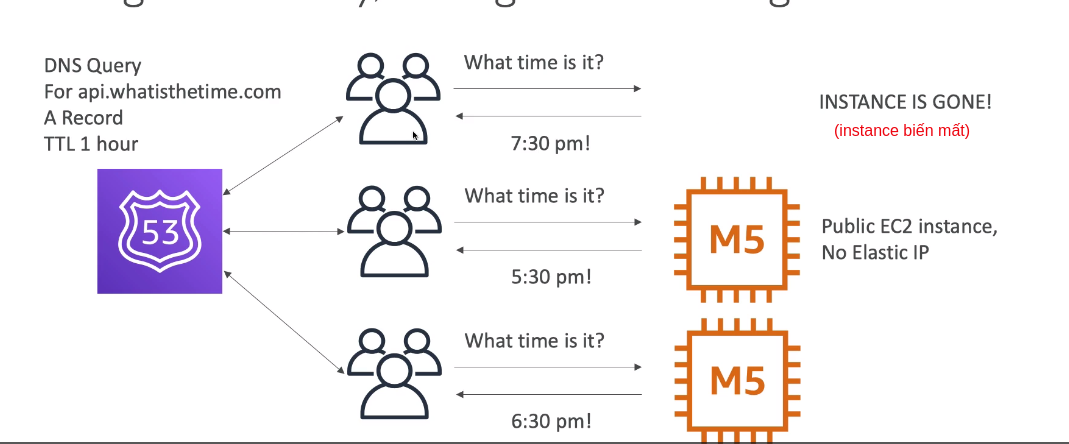 DNS Query
For api.whatisthetime.com
A Record
TTL 1 hour
53
What time is it?
7:30 pm!
INSTANCE IS GONE!
(instance biến mất)
What time is it?
5:30 pm!
M5
Public EC2 instance,
No Elastic IP
What time is it?
6:30 pm!
M5